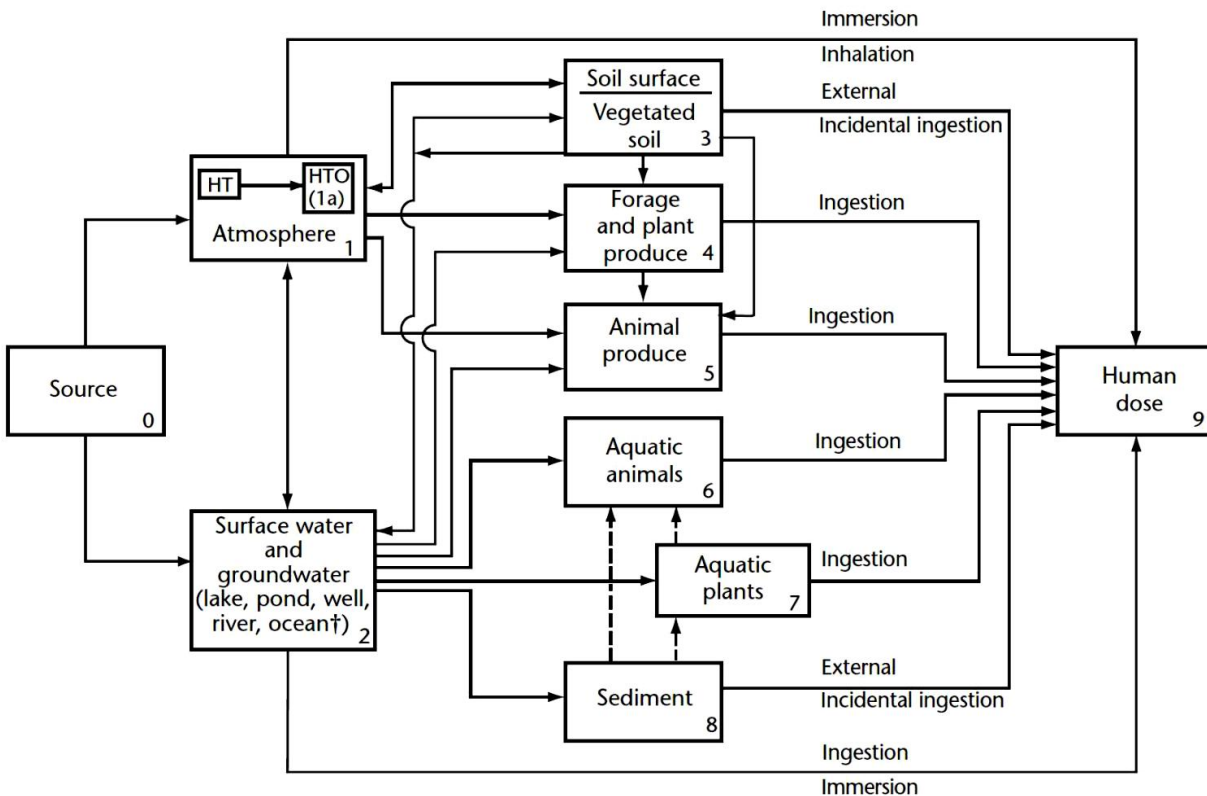 Immersion
Inhalation
Soil surface
Vegetated
soil
3
External
Incidental ingestion
HT
HTO
(1a)
Atmosphere
1
Forage
and plant
produce
4
Ingestion
Animal
produce
5
Ingestion
Source
0
Human
dose
9
Aquatic
animals
6
Ingestion
Surface water
and
groundwater
(lake, pond, well,
river, ocean†)
2
Aquatic
plants
7
Ingestion
Sediment
8
External
Incidental ingestion
Ingestion
Immersion